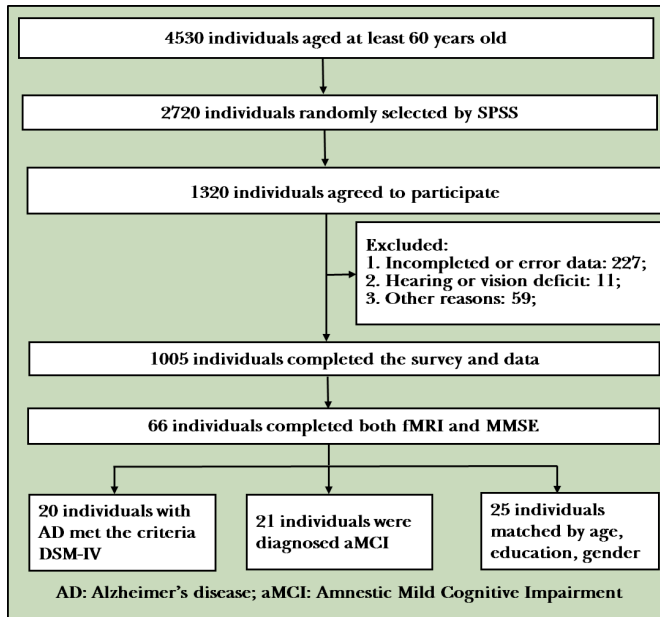 4530 individuals aged at least 60 years old
2720 individuals randomly selected by SPSS
1320 individuals agreed to participate
Excluded:
1. Incompleted or error data: 227;
2. Hearing or vision deficit: 11;
3. Other reasons: 59;
1005 individuals completed the survey and data
66 individuals completed both fMRI and MMSE
20 individuals with
AD met the criteria
DSM-IV
21 individuals were
diagnosed aMCI
25 individuals
matched by age,
education, gender
AD: Alzheimer's disease; aMCI: Amnestic Mild Cognitive Impairment